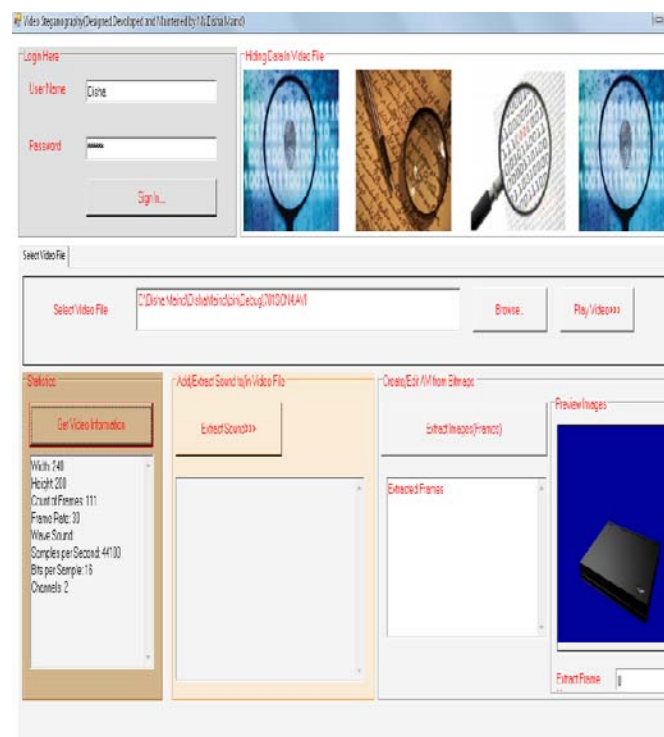 Video Steganography(Designed Developed and Maintened by Ms.Disha Maind)
Login Here
User Name
Disha
Password
Sign In...
Hiding Data In Video File
Select Video File
Select Video File
Browse..
Play Video>>>
Statistics
Get Video Information
Width: 240
Height: 200
Count of Frames: 111
Frame Rate: 30
Wave Sound:
Samples per Second: 44100
Bits per Sample: 16
Channels: 2
Add/Extract Sound to/in Video File
Extract Sound>>>
Create/Edit AVI from Bitmaps
Extract Images(Frames)
Extracted Frames
Preview Images
Extract Frame